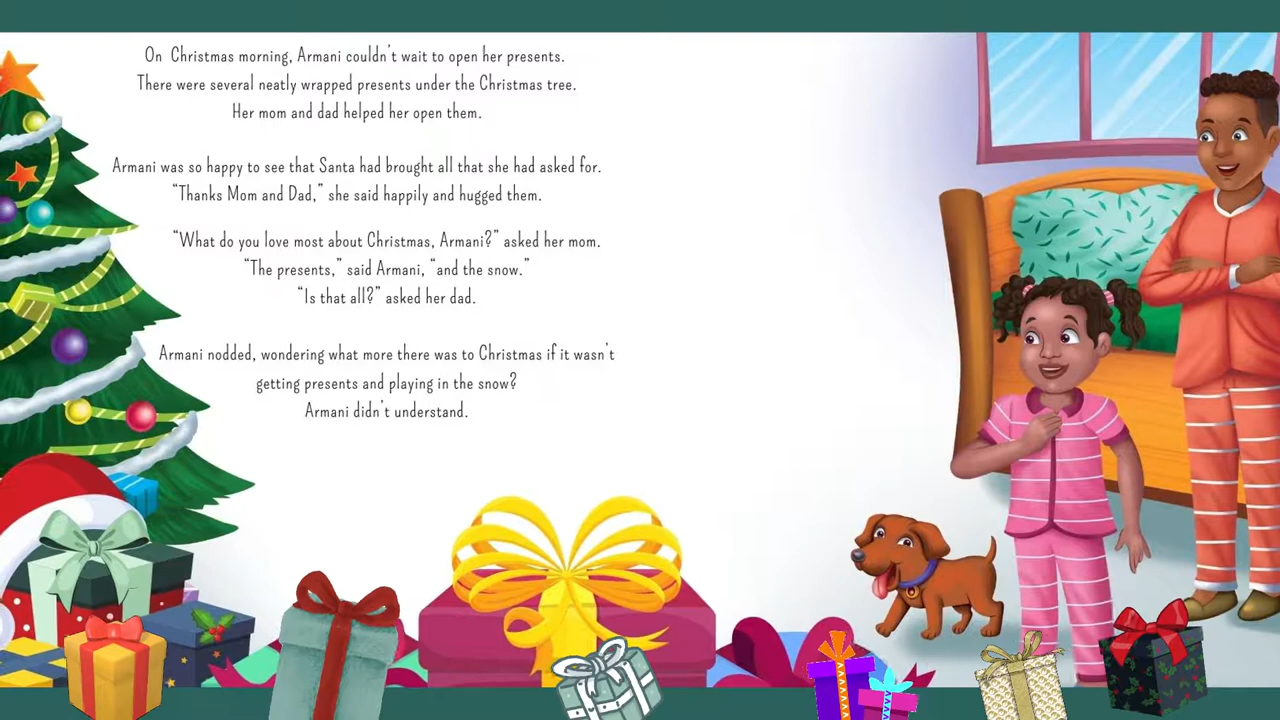 On Christmas morning, Armani couldn't wait to open her presents.
There were several neatly wrapped presents under the Christmas tree.
Her mom and dad helped her open them.
Armani was so happy to see that Santa had brought all that she had asked for.
“Thanks Mom and Dad,” she said happily and hugged them.
“What do you love most about Christmas, Armani?” asked her mom.
“The presents,” said Armani, “and the snow.”
“Is that all?” asked her dad.
Armani nodded, wondering what more there was to Christmas if it wasn't
getting presents and playing in the snow?
Armani didn't understand.